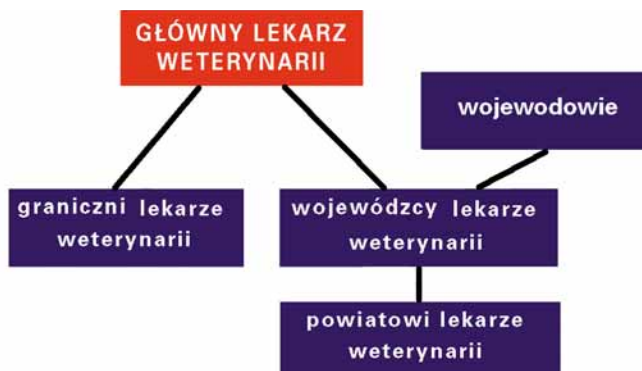 GŁÓWNY LEKARZ
WETERYNARII
wojewodowie
graniczni lekarze
weterynarii
wojewódzcy lekarze
weterynarii
powiatowi lekarze
weterynarii